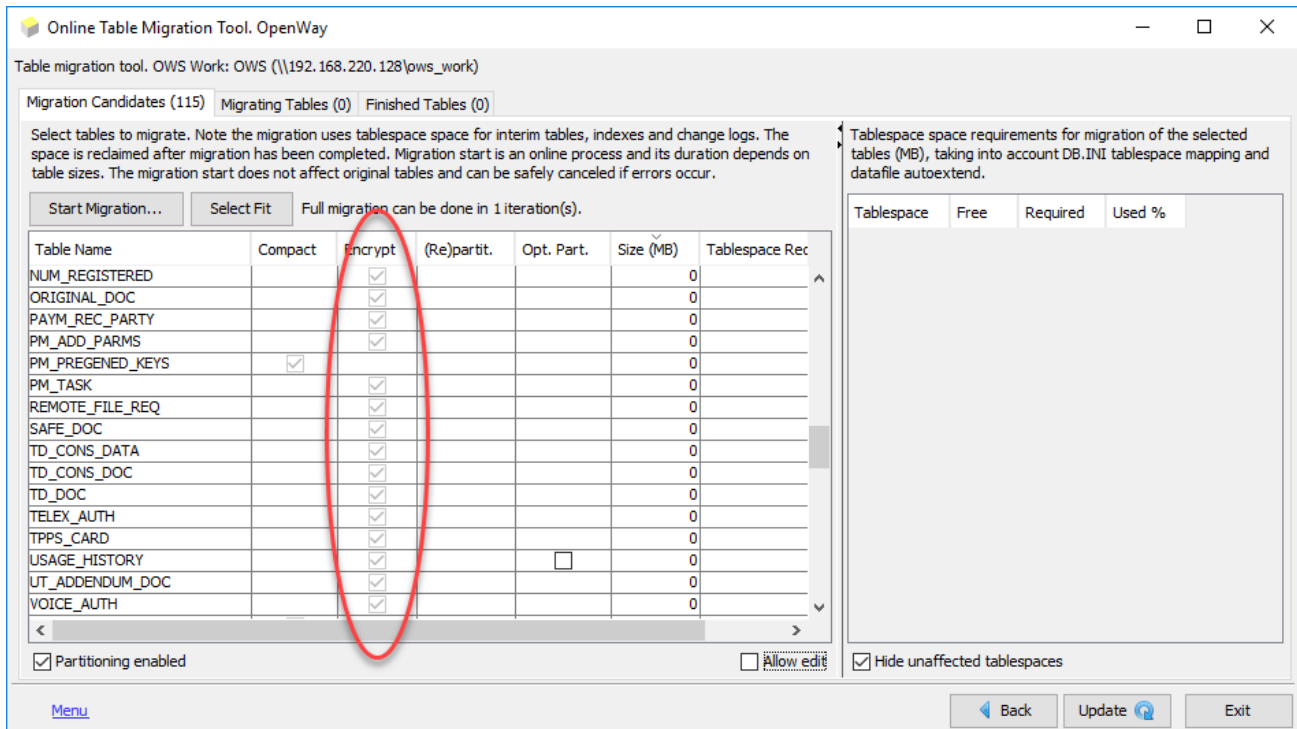 Online Table Migration Tool. OpenWay
Table migration tool. OWS Work: OWS (\\192.168.220.128\ows_work)
Migration Candidates (115) Migrating Tables (0) Finished Tables (0)
Select tables to migrate. Note the migration uses tablespace space for interim tables, indexes and change logs. The
space is reclaimed after migration has been completed. Migration start is an online process and its duration depends on
table sizes. The migration start does not affect original tables and can be safely canceled if errors occur.
Start Migration... Select Fit Full migration can be done in 1 iteration(s).
Table Name Compact Encrypt (Re)partit. Opt. Part. Size (MB) Tablespace Rec
NUM_REGISTERED 0
ORIGINAL_DOC 0
PAYM_REC_PARTY 0
PM_ADD_PARMS 0
PM_PREGENED_KEYS 0
PM_TASK 0
REMOTE_FILE_REQ 0
SAFE_DOC 0
TD_CONS_DATA 0
TD_CONS_DOC 0
TD_DOC 0
TELEX_AUTH 0
TPPS_CARD 0
USAGE_HISTORY 0
UT_ADDENDUM_DOC 0
VOICE_AUTH 0
Partitioning enabled Allow edit
Tablespace space requirements for migration of the selected
tables (MB), taking into account DB.INI tablespace mapping and
datafile autoextend.
Tablespace Free Required Used %
Hide unaffected tablespaces
Menu Back Update Exit